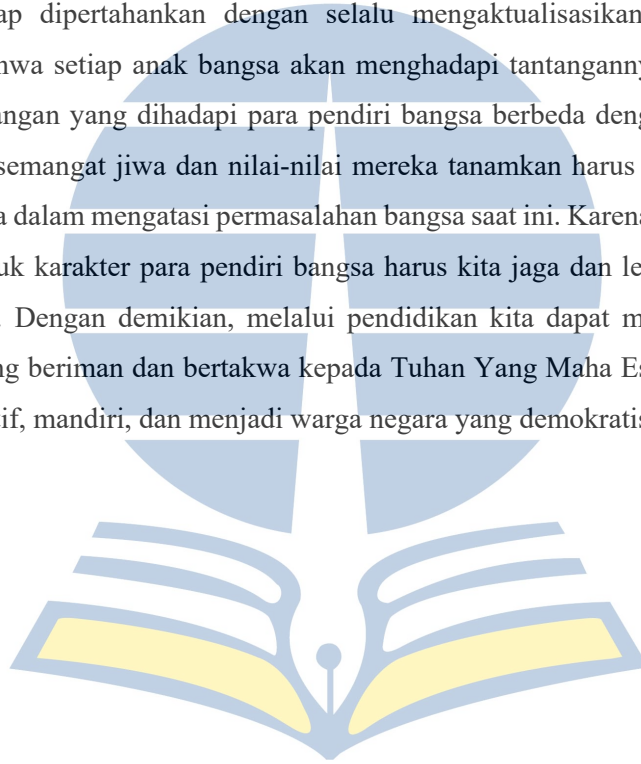 ap dipertahankan dengan selalu mengaktualisasikan
hwa setiap anak bangsa akan menghadapi tantanganny
angan yang dihadapi para pendiri bangsa berbeda deng
semangat jiwa dan nilai-nilai mereka tanamkan harus
a dalam mengatasi permasalahan bangsa saat ini. Karena
uk karakter para pendiri bangsa harus kita jaga dan le
. Dengan demikian, melalui pendidikan kita dapat m
ng beriman dan bertakwa kepada Tuhan Yang Maha Es
tif, mandiri, dan menjadi warga negara yang demokratis